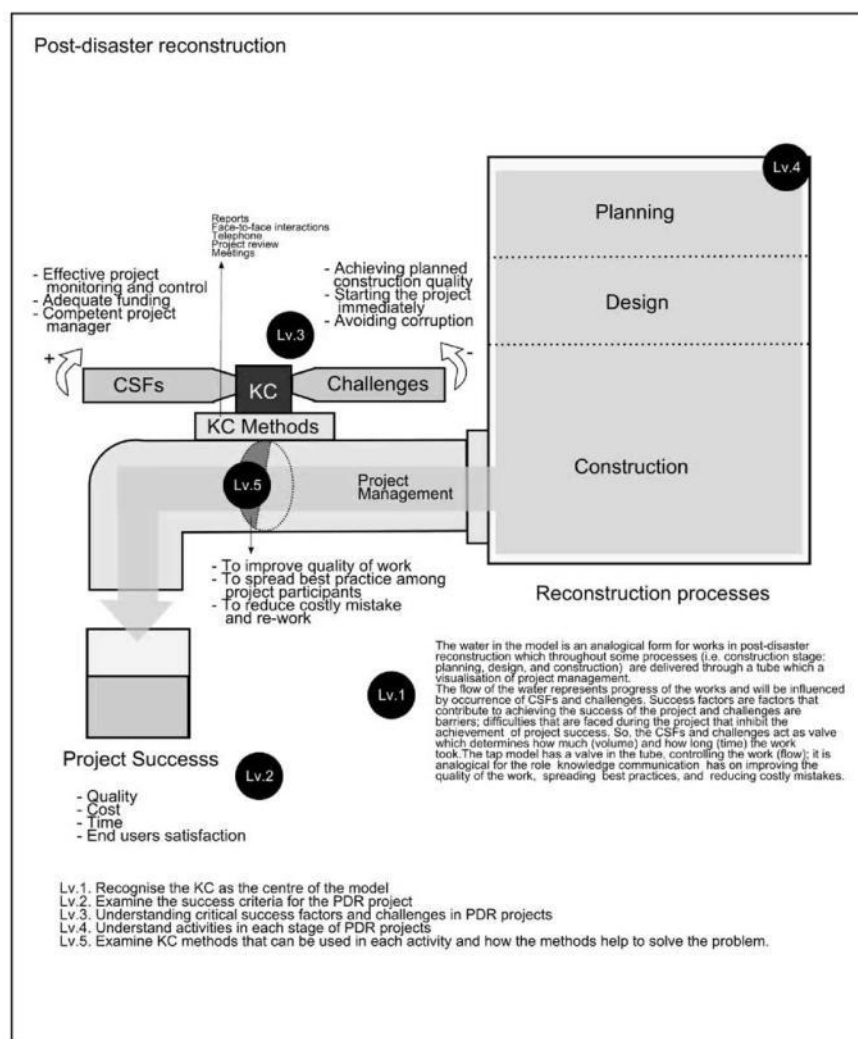 Post-disaster reconstruction
Lv.4
Planning
Design
Construction
Reconstruction processes
Reports
Face-to-face interactions
Telephone
Project review
Meetings
- Effective project
monitoring and control
- Adequate funding
- Competent project
manager
- Achieving planned
construction quality
- Starting the project
immediately
- Avoiding corruption
Lv.3
+
-
CSFs
KC
Challenges
KC Methods
Lv.5
Project
Management
- To improve quality of work
- To spread best practice among
project participants
- To reduce costly mistake
and re-work
Lv.1
The water in the model is an analogical form for works in post-disaster
reconstruction which throughout some processes (i.e. construction stage:
planning, design, and construction) are delivered through a tube which a
visualisation of project management.
The flow of the water represents progress of the works and will be influenced
by occurrence of CSFs and challenges. Success factors are factors that
contribute to achieving the success of the project and challenges are
barriers; difficulties that are faced during the project that inhibit the
achievement of project success. So, the CSFs and challenges act as valve
which determines how much (volume) and how long (time) the work
took.The tap model has a valve in the tube, controlling the work (flow); it is
analogical for the role knowledge communication has on improving the
quality of the work, spreading best practices, and reducing costly mistakes.
Project Successs
Lv.2
- Quality
- Cost
- Time
- End users satisfaction
Lv.1. Recognise the KC as the centre of the model
Lv.2. Examine the success criteria for the PDR project
Lv.3. Understanding critical success factors and challenges in PDR projects
Lv.4. Understand activities in each stage of PDR projects
Lv.5. Examine KC methods that can be used in each activity and how the methods help to solve the problem.